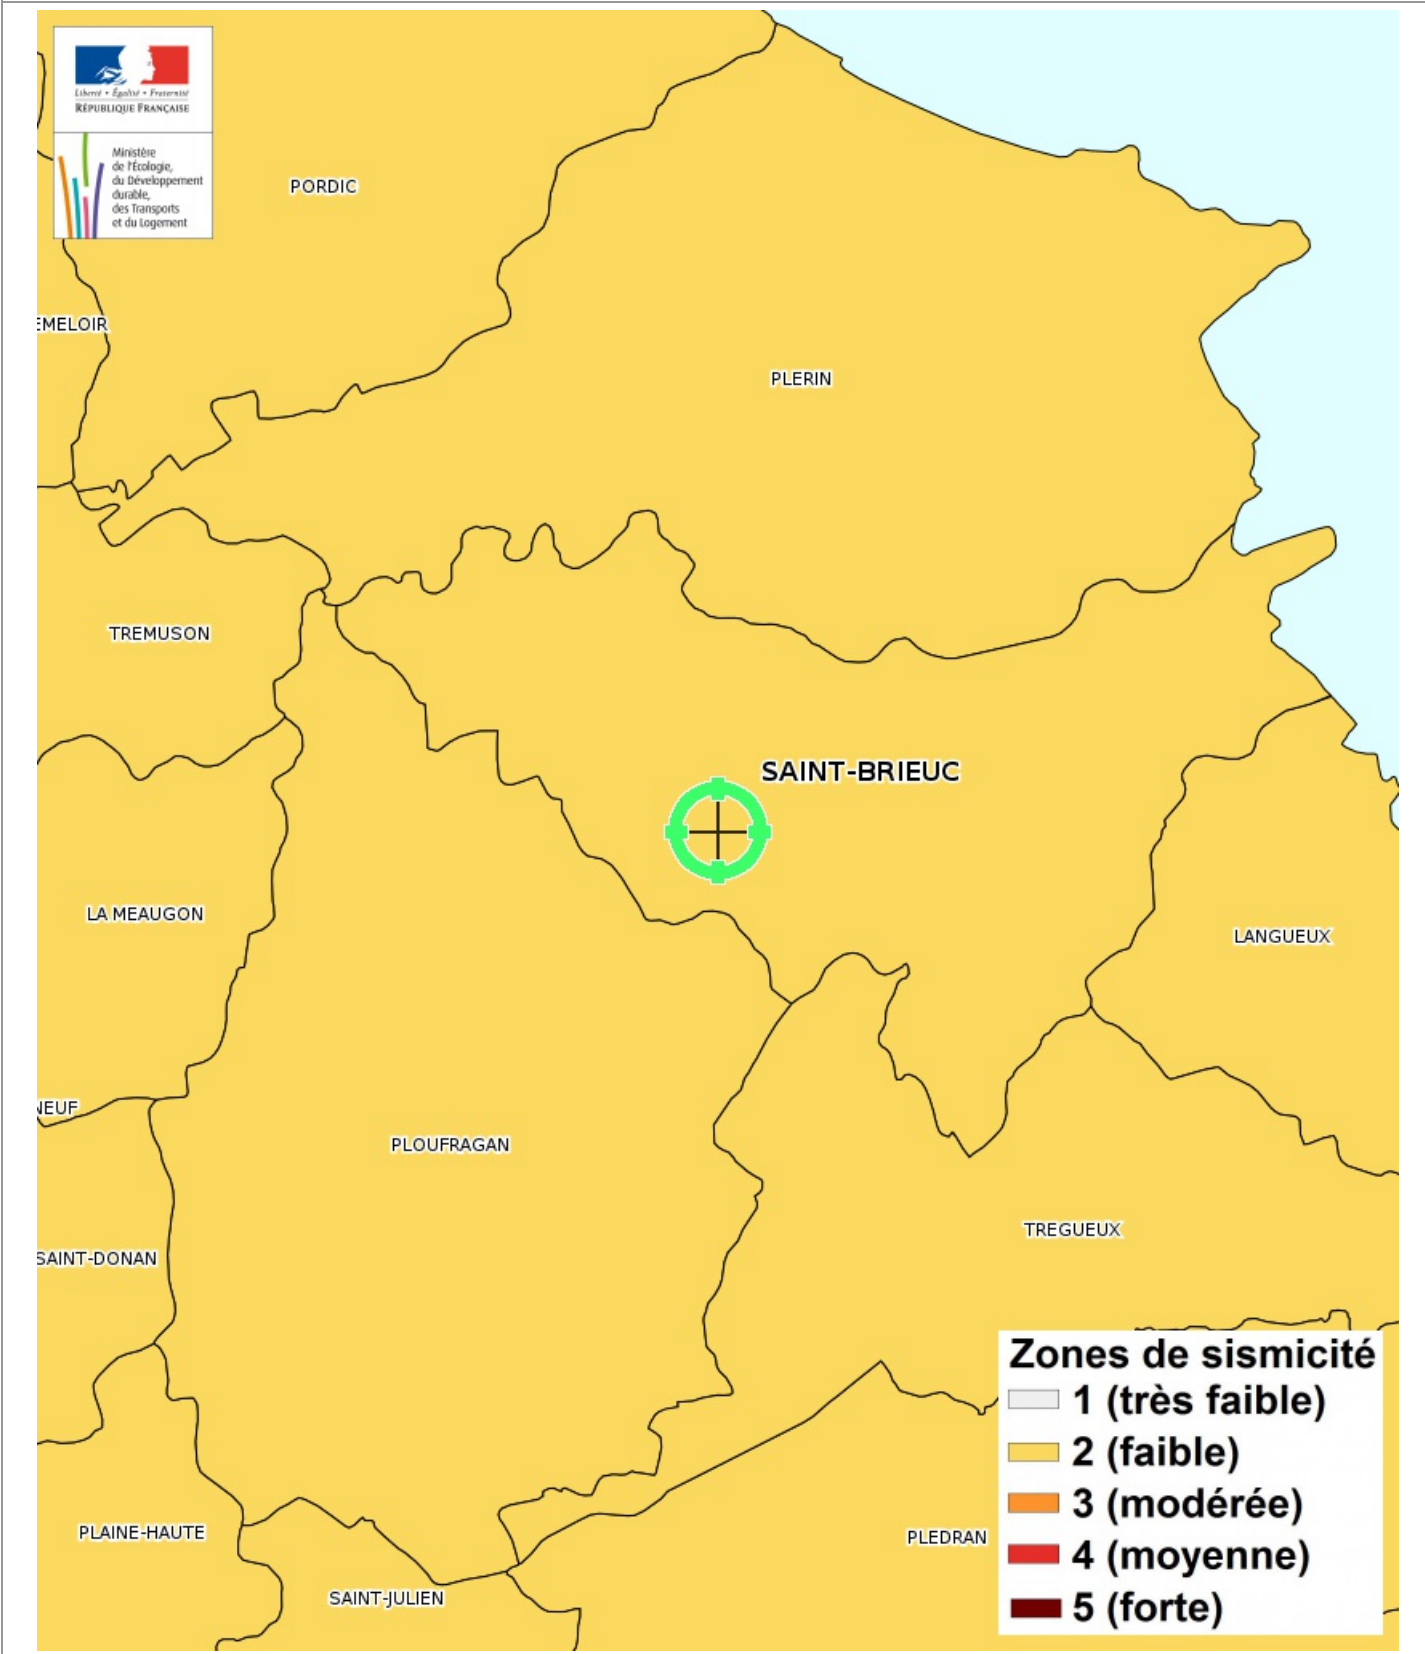 Liberté • Égalité • Fraternité
RÉPUBLIQUE FRANÇAISE
Ministère
de l'Écologie,
du Développement
durable,
des Transports
et du Logement
PORDIC
EMELOIR
PLERIN
TREMUSON
SAINT-BRIEUC
LA MEAUGON
LANGUEUX
NEUF
PLOUFRAGAN
TREGUEUX
SAINT-DONAN
PLAINE-HAUTE
PLEDRAN
SAINT-JULIEN
Zones de sismicité
1 (très faible)
2 (faible)
3 (modérée)
4 (moyenne)
5 (forte)